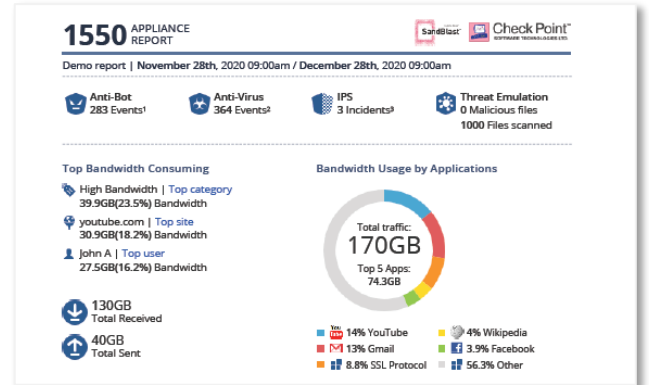 1550 APPLIANCE
REPORT
SandBlast
Check Point™
SOFTWARE TECHNOLOGIES LTD.
Demo report | November 28th, 2020 09:00am / December 28th, 2020 09:00am
Anti-Bot
283 Events¹
Anti-Virus
364 Events²
IPS
3 Incidents³
Threat Emulation
0 Malicious files
1000 Files scanned
Top Bandwidth Consuming
High Bandwidth | Top category
39.9GB(23.5%) Bandwidth
youtube.com | Top site
30.9GB(18.2%) Bandwidth
John A | Top user
27.5GB(16.2%) Bandwidth
130GB
Total Received
40GB
Total Sent
Bandwidth Usage by Applications
Total traffic:
170GB
Top 5 Apps:
74.3GB
You
Tube
14% YouTube
13% Gmail
8.8% SSL Protocol
4% Wikipedia
3.9% Facebook
56.3% Other